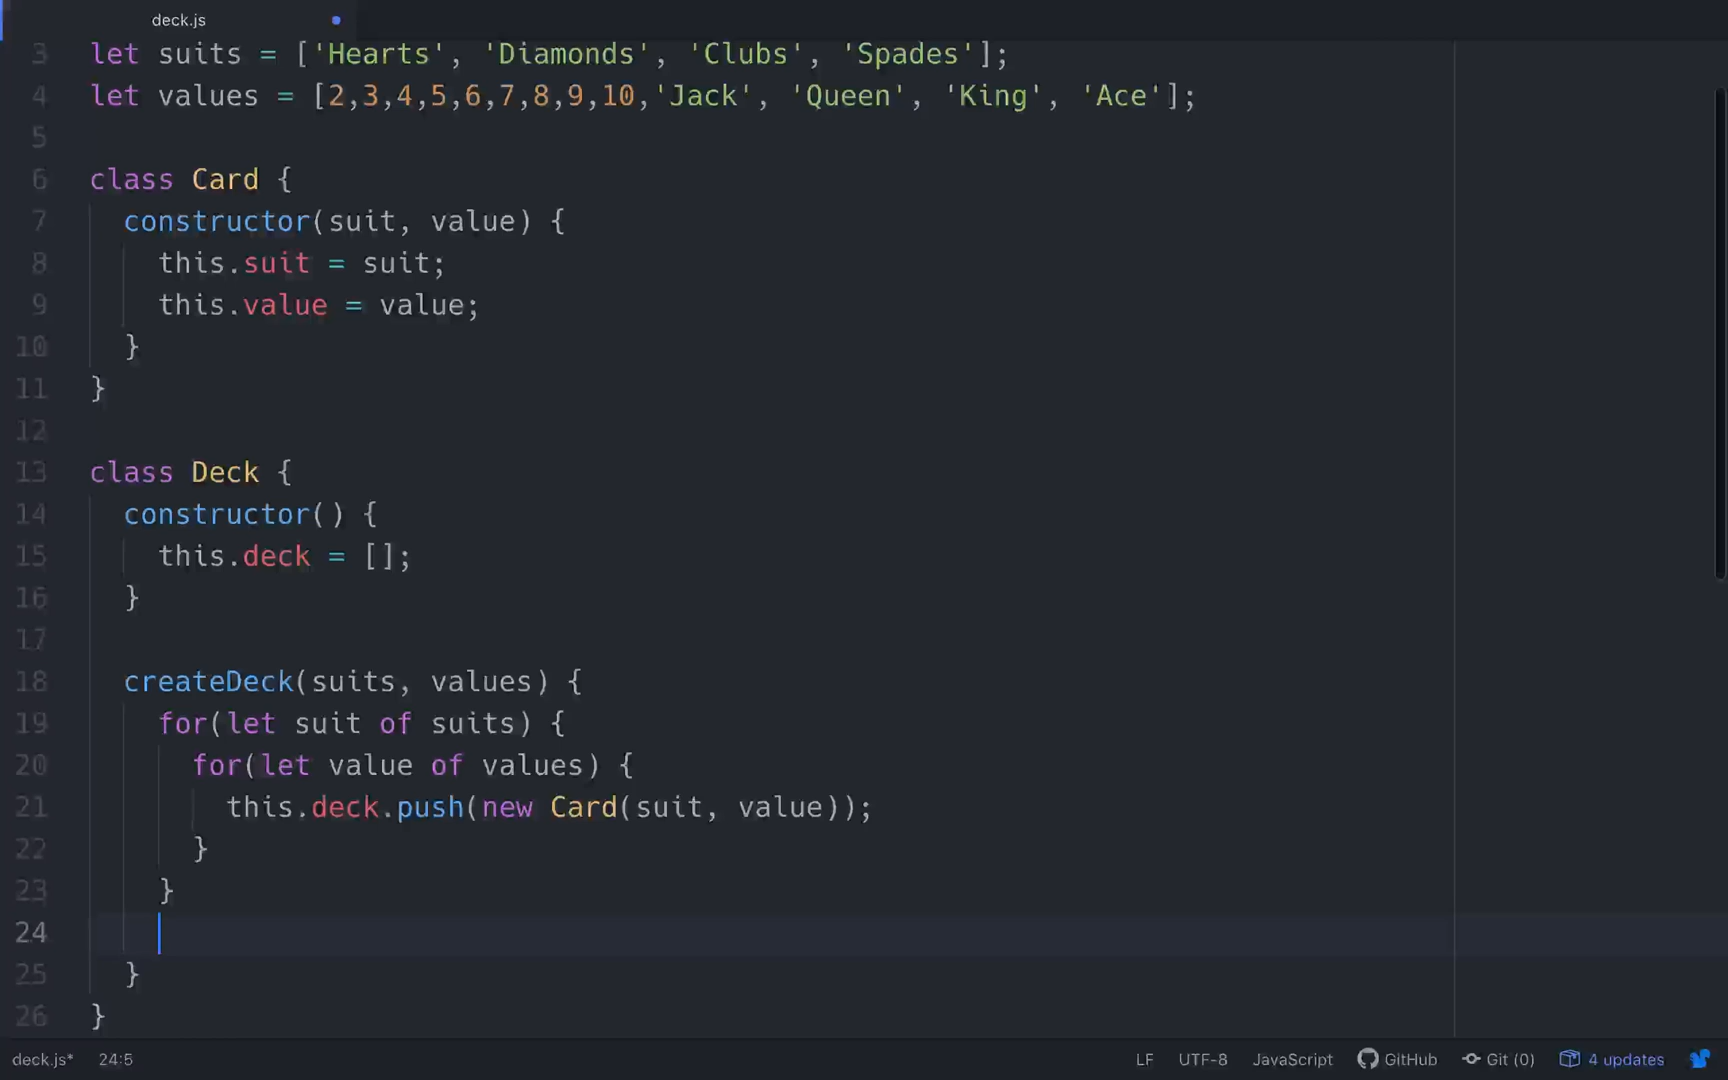 deck.js
3 let suits = ['Hearts', 'Diamonds', 'Clubs', 'Spades'];
4 let values = [2,3,4,5,6,7,8,9,10,'Jack', 'Queen', 'King', 'Ace'];
5
6 class Card {
7 constructor(suit, value) {
8 this.suit = suit;
9 this.value = value;
10 }
11 }
12
13 class Deck {
14 constructor() {
15 this.deck = [];
16 }
17
18 createDeck(suits, values) {
19 for(let suit of suits) {
20 for(let value of values) {
21 this.deck.push(new Card(suit, value));
22 }
23 }
24
25 }
26 }
deck.js* 24:5 LF UTF-8 JavaScript GitHub Git (0) 4 updates